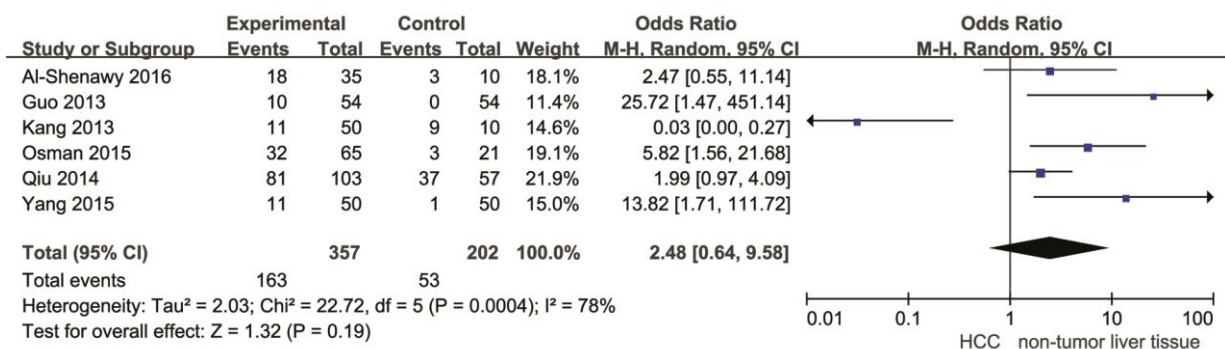 Experimental Control Odds Ratio Odds Ratio
Study or Subgroup Events Total Events Total Weight M-H, Random, 95% CI M-H, Random, 95% CI
Al-Shenawy 2016 18 35 3 10 18.1% 2.47 [0.55, 11.14]
Guo 2013 10 54 0 54 11.4% 25.72 [1.47, 451.14]
Kang 2013 11 50 9 10 14.6% 0.03 [0.00, 0.27]
Osman 2015 32 65 3 21 19.1% 5.82 [1.56, 21.68]
Qiu 2014 81 103 37 57 21.9% 1.99 [0.97, 4.09]
Yang 2015 11 50 1 50 15.0% 13.82 [1.71, 111.72]
Total (95% CI) 357 202 100.0% 2.48 [0.64, 9.58]
Total events 163 53
Heterogeneity: Tau² = 2.03; Chi² = 22.72, df = 5 (P = 0.0004); I² = 78%
Test for overall effect: Z = 1.32 (P = 0.19)
0.01 0.1 1 10 100
HCC non-tumor liver tissue